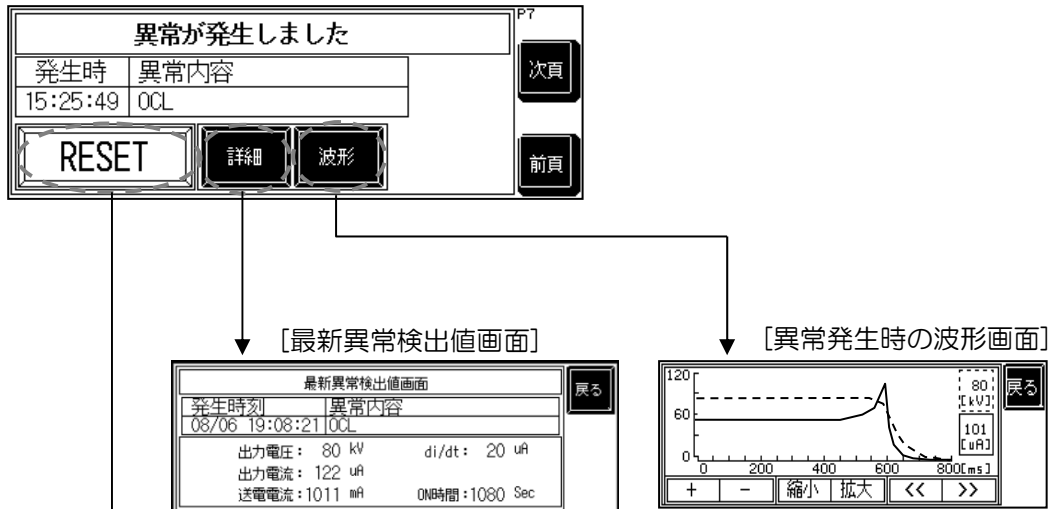 P7
異常が発生しました
発生時 異常内容
15:25:49 OCL
次頁
RESET 詳細 波形
前頁
[最新異常検出値画面]
最新異常検出値画面
戻る
発生時刻 異常内容
08/06 19:08:21 OCL
出力電圧: 80 kV di/dt: 20 uA
出力電流: 122 uA
送電電流:1011 mA ON時間:1080 Sec
[異常発生時の波形画面]
120
80
[kV]
戻る
60
101
[uA]
0
0 200 400 600 800[ms]
+ - 縮小 拡大 << >>